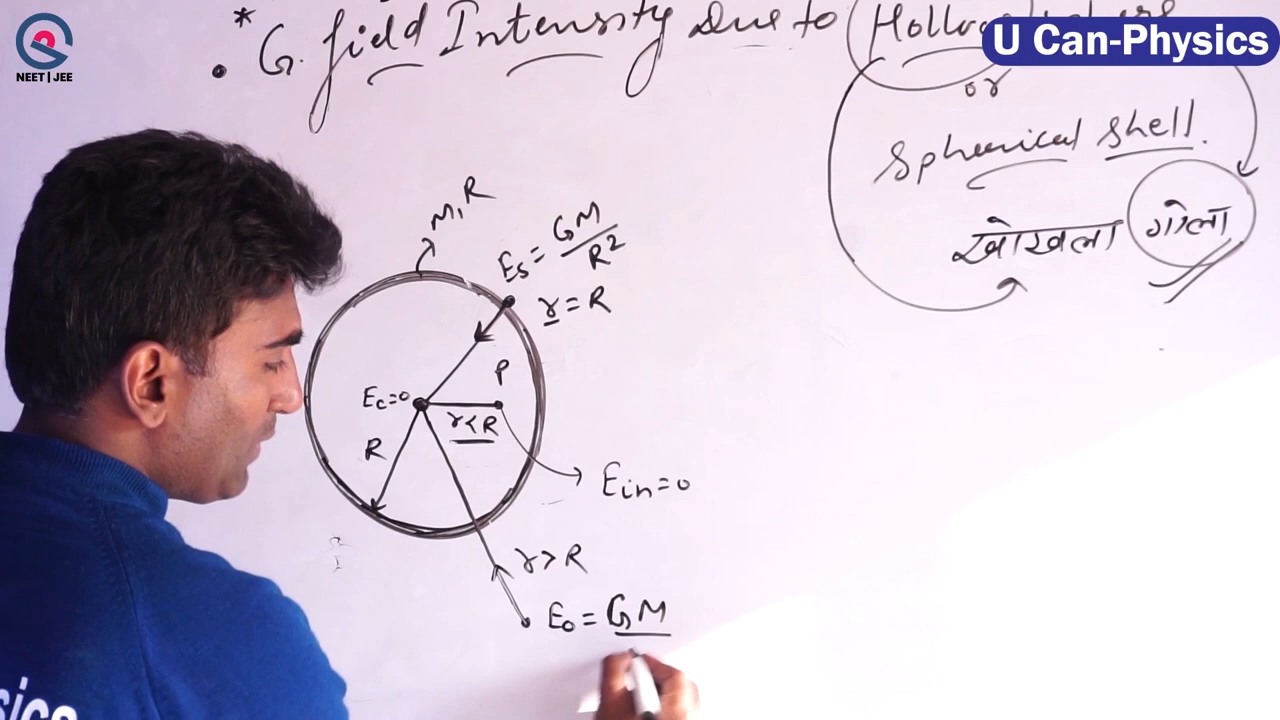 NEET | JEE
U Can-Physics
* G. field Intensity Due to
or
Spherical Shell.
खोखला गोला
M, R
Es = GM/R²
r = R
P
Ec=0
r<R
R
Ein=0
r>R
Eo = GM